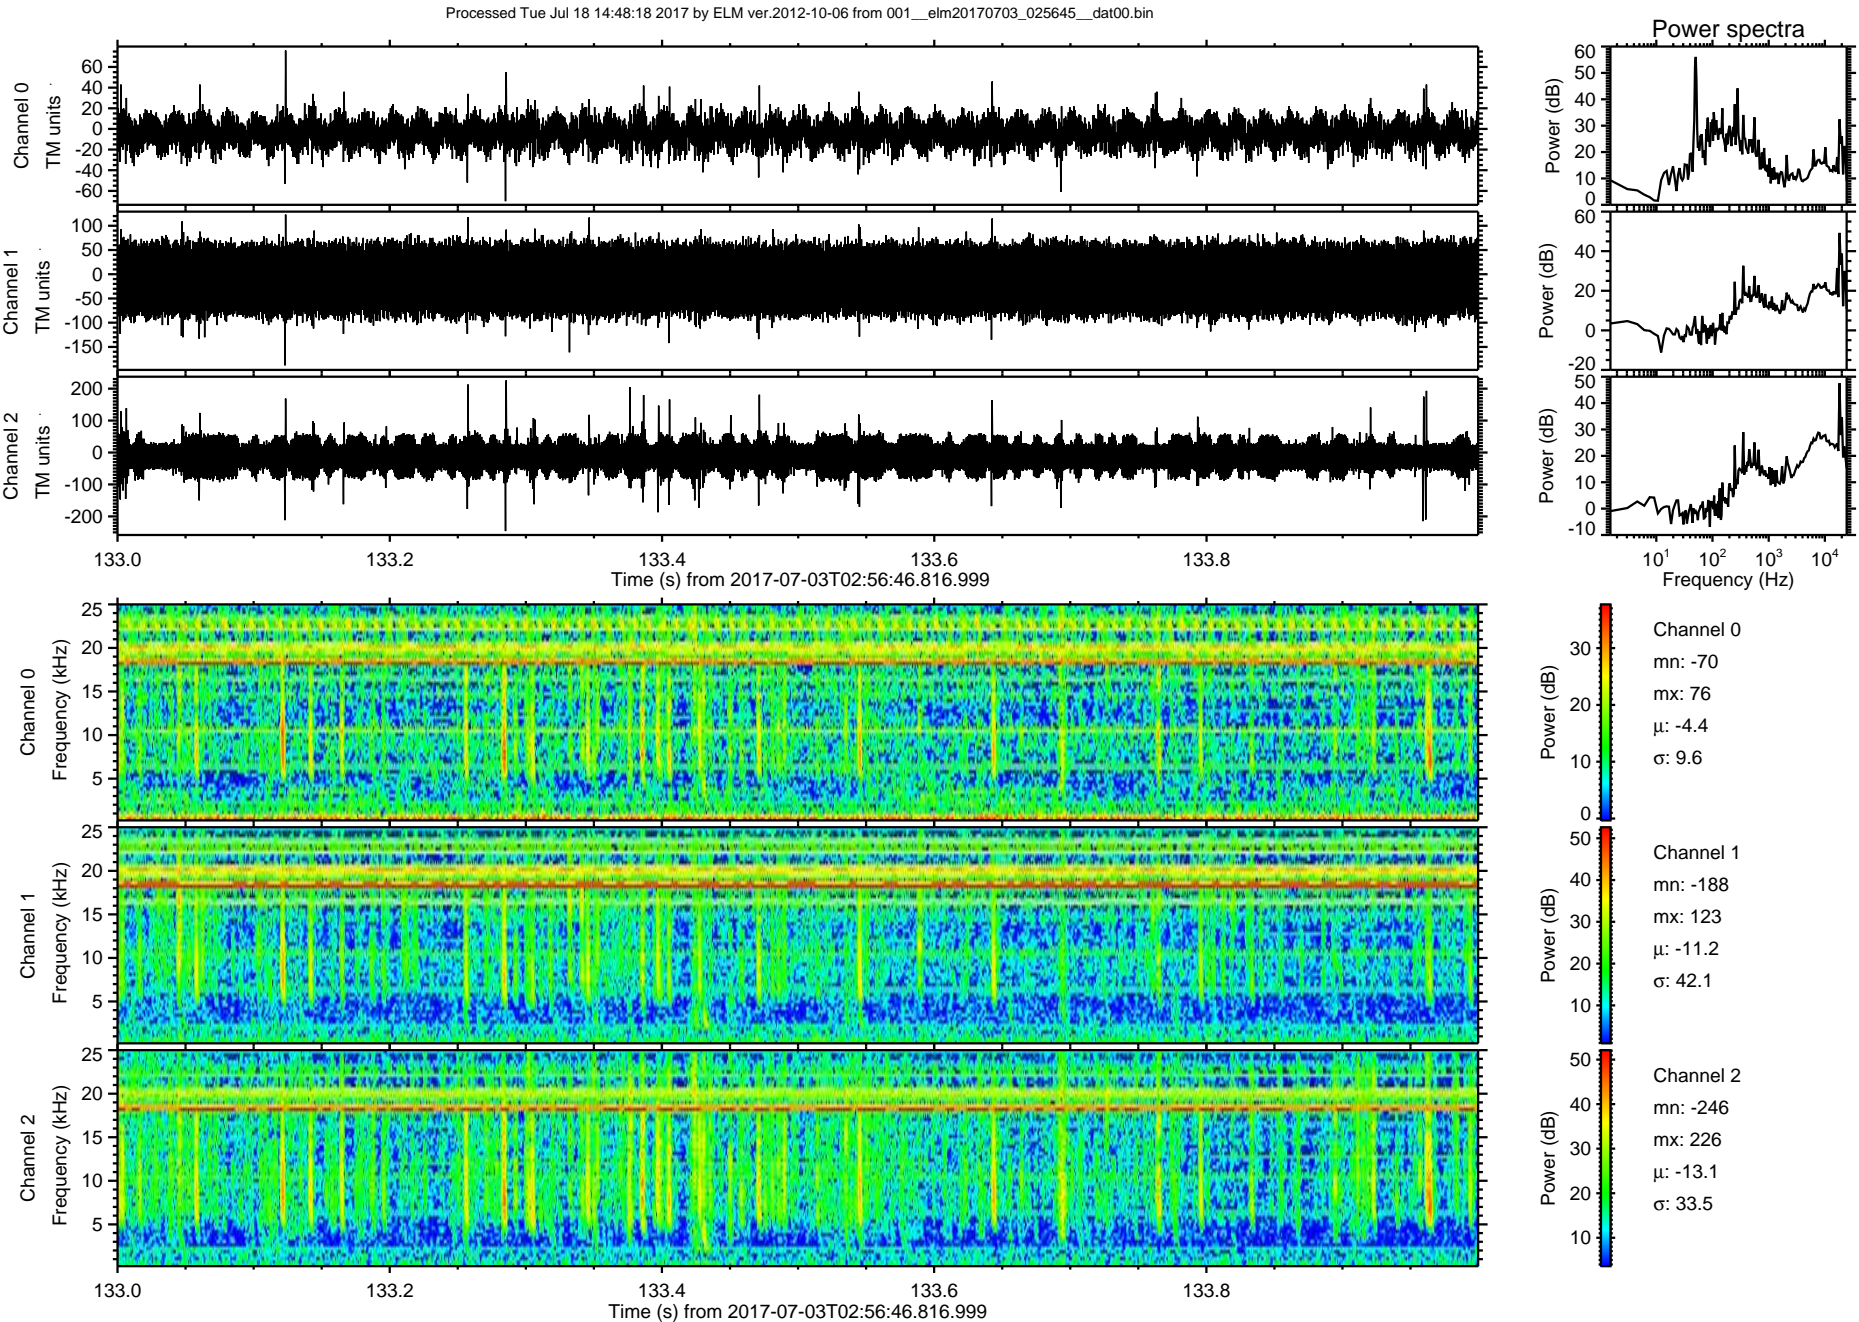 Processed Tue Jul 18 14:48:18 2017 by ELM ver.2012-10-06 from 001__elm20170703_025645__dat00.bin
Power spectra
Channel 0
TM units
60
40
20
0
-20
-40
-60
Power (dB)
60
50
40
30
20
10
0
Channel 1
TM units
100
50
0
-50
-100
-150
Power (dB)
60
40
20
0
-20
Channel 2
TM units
200
100
0
-100
-200
Power (dB)
50
40
30
20
10
0
-10
133.0 133.2 133.4 133.6 133.8
Time (s) from 2017-07-03T02:56:46.816.999
10¹ 10² 10³ 10⁴
Frequency (Hz)
Channel 0
Frequency (kHz)
25
20
15
10
5
Power (dB)
30
20
10
0
Channel 0
mn: -70
mx: 76
μ: -4.4
σ: 9.6
Channel 1
Frequency (kHz)
25
20
15
10
5
Power (dB)
50
40
30
20
10
Channel 1
mn: -188
mx: 123
μ: -11.2
σ: 42.1
Channel 2
Frequency (kHz)
25
20
15
10
5
Power (dB)
50
40
30
20
10
Channel 2
mn: -246
mx: 226
μ: -13.1
σ: 33.5
133.0 133.2 133.4 133.6 133.8
Time (s) from 2017-07-03T02:56:46.816.999